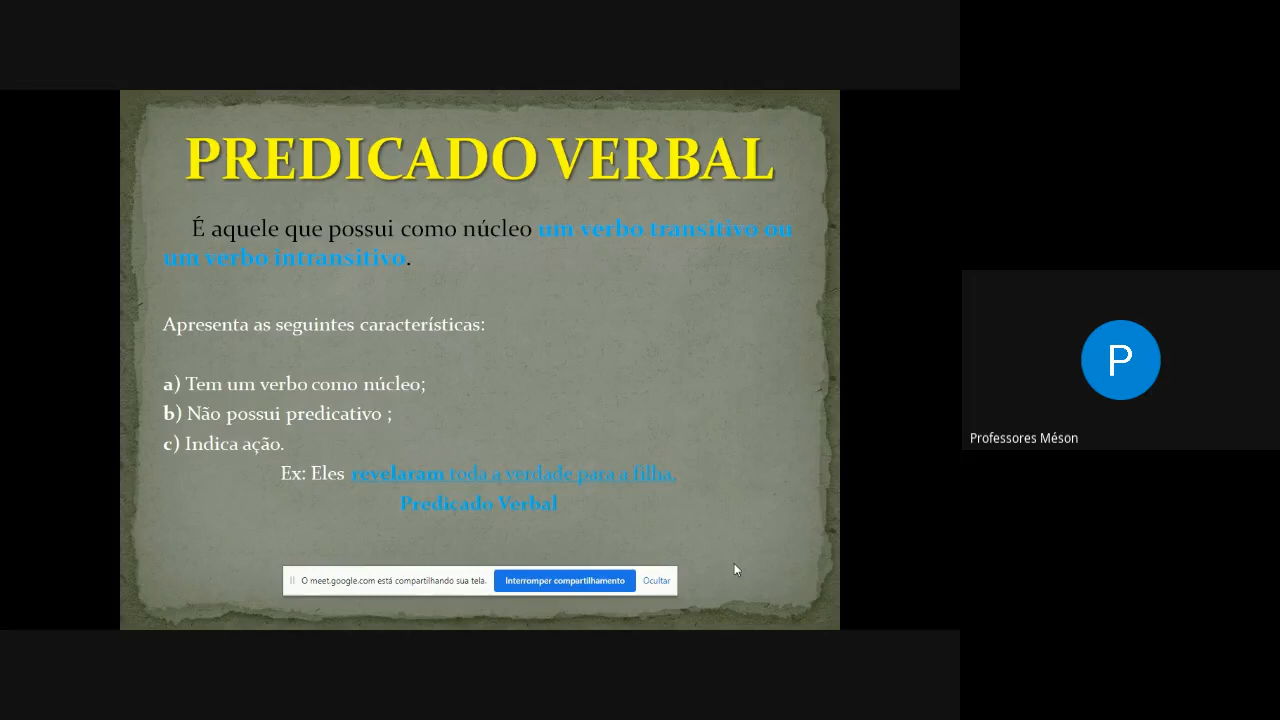 PREDICADO VERBAL
É aquele que possui como núcleo um verbo transitivo ou
um verbo intransitivo.
Apresenta as seguintes características:
a) Tem um verbo como núcleo;
b) Não possui predicativo ;
c) Indica ação.
Ex: Eles revelaram toda a verdade para a filha.
Predicado Verbal
O meet.google.com está compartilhando sua tela. Interromper compartilhamento Ocultar
P
Professores Méson